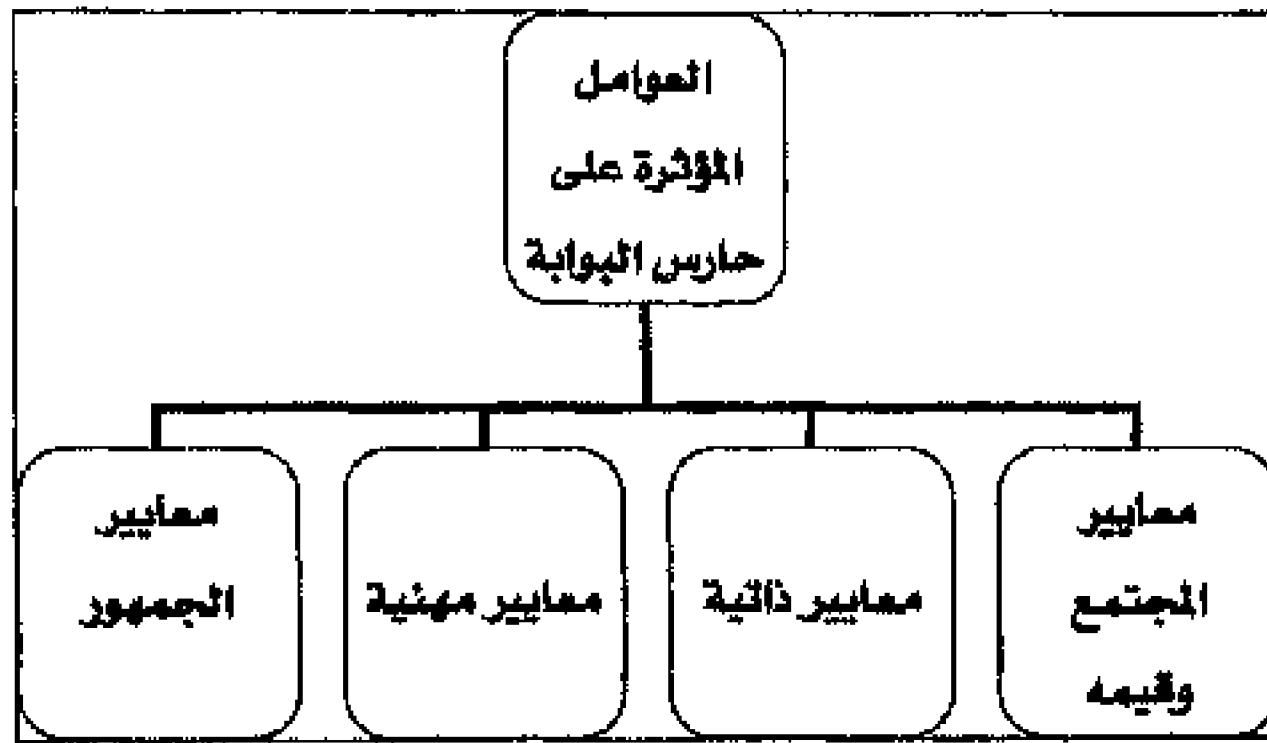 العوامل
المؤثرة على
حارس البوابة
معايير
المجتمع
وقيمه
معايير ذاتية
معايير مهنية
معايير
الجمهور